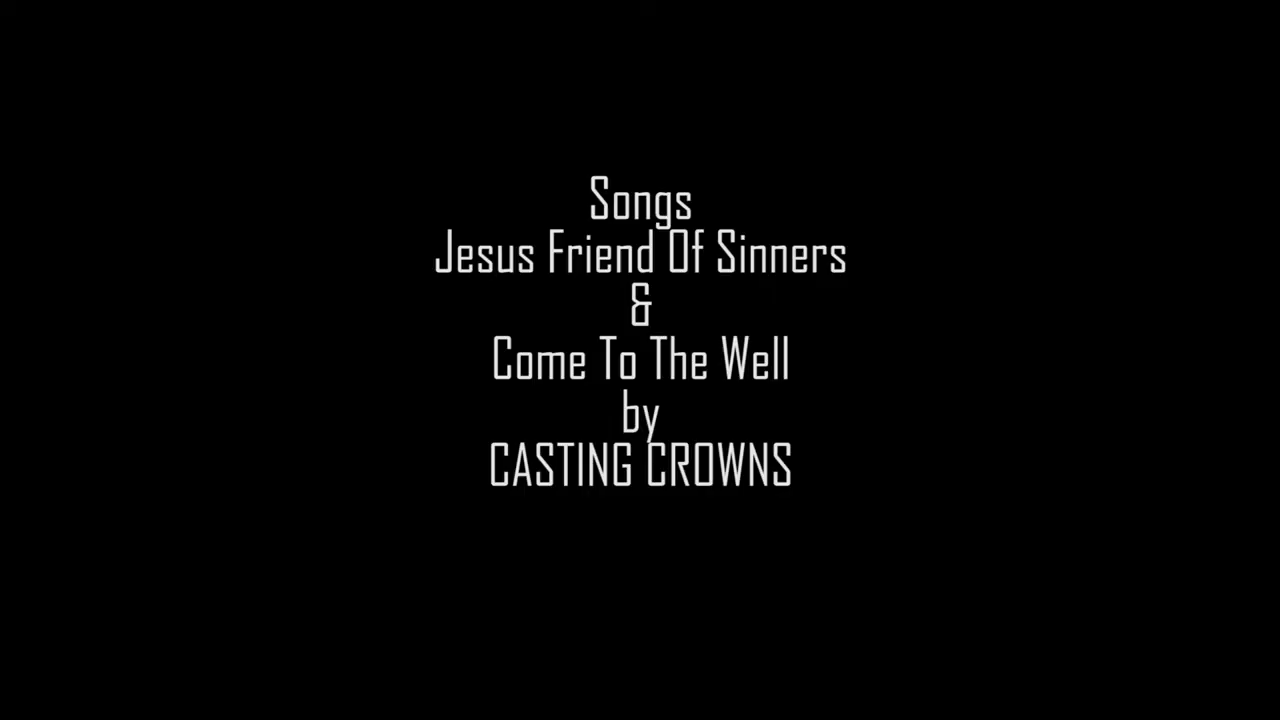 Songs
Jesus Friend Of Sinners
&
Come To The Well
by
CASTING CROWNS